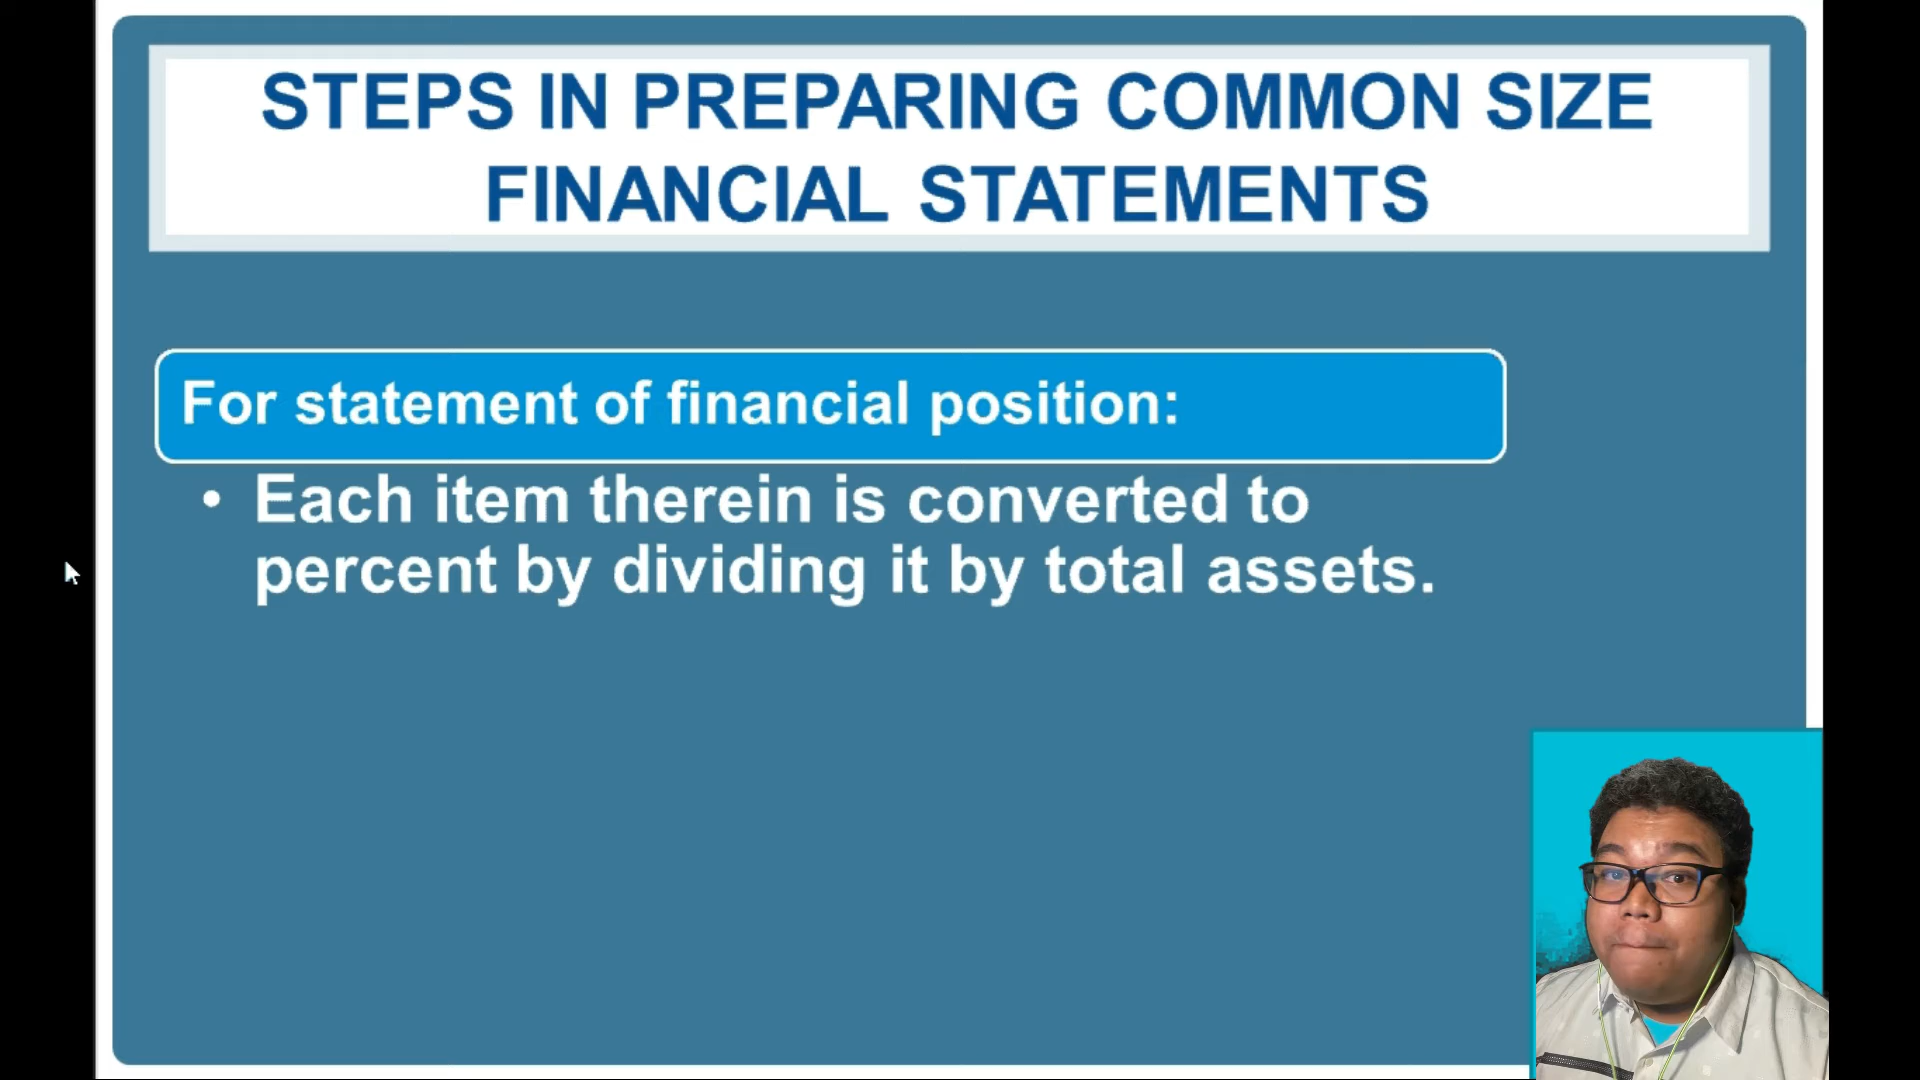 STEPS IN PREPARING COMMON SIZE
FINANCIAL STATEMENTS
For statement of financial position:
• Each item therein is converted to
percent by dividing it by total assets.